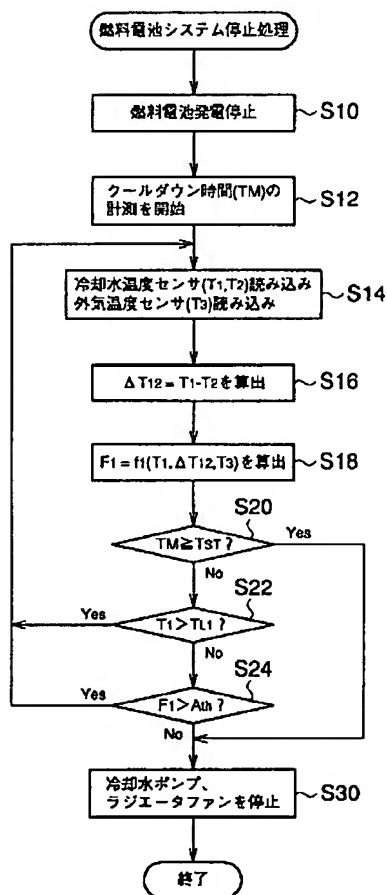 燃料電池システム停止処理
燃料電池発電停止
S10
クールダウン時間(TM)の
計測を開始
S12
冷却水温度センサ(T1,T2)読み込み
外気温度センサ(T3)読み込み
S14
ΔT12=T1-T2を算出
S16
F1=f1(T1,ΔT12,T3)を算出
S18
S20
TM≧TST?
Yes
No
S22
T1>TL1?
Yes
No
S24
F1>Ath?
Yes
No
冷却水ポンプ、
ラジエータファンを停止
S30
終了